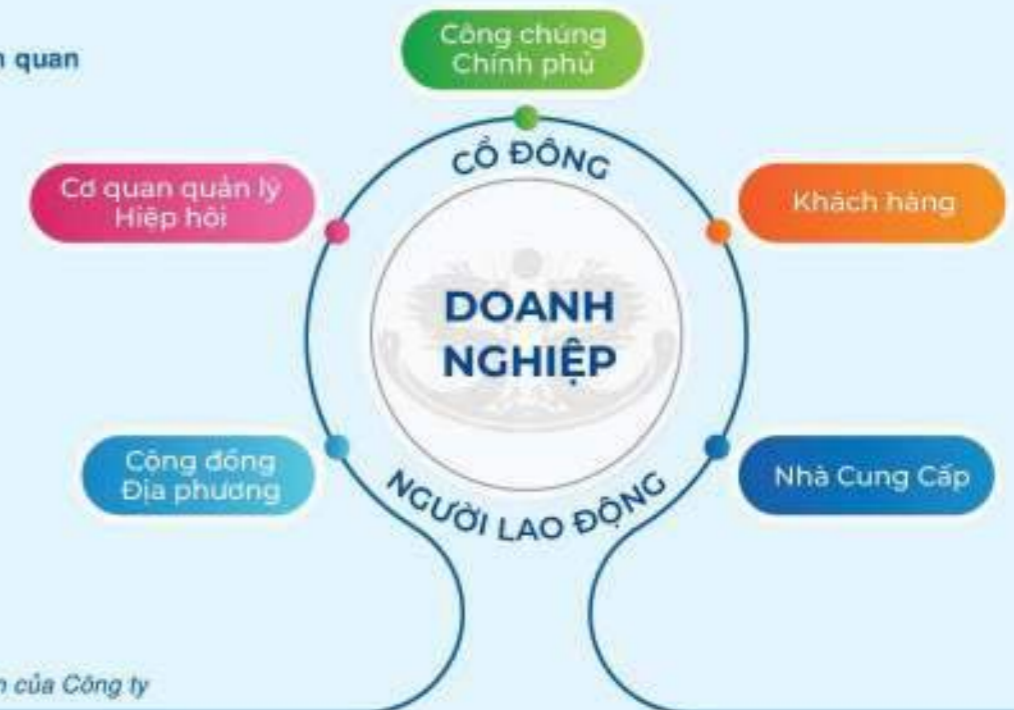 quan
Công chúng
Chính phủ
CỔ ĐÔNG
Cơ quan quản lý
Hiệp hội
Khách hàng
DOANH
NGHIỆP
Cộng đồng
Địa phương
Nhà Cung Cấp
NGƯỜI LAO ĐỘNG
của Công ty